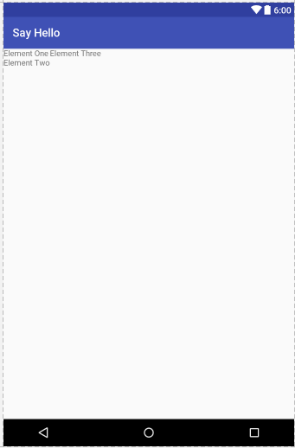 6:00
Say Hello
Element One Element Three
Element Two